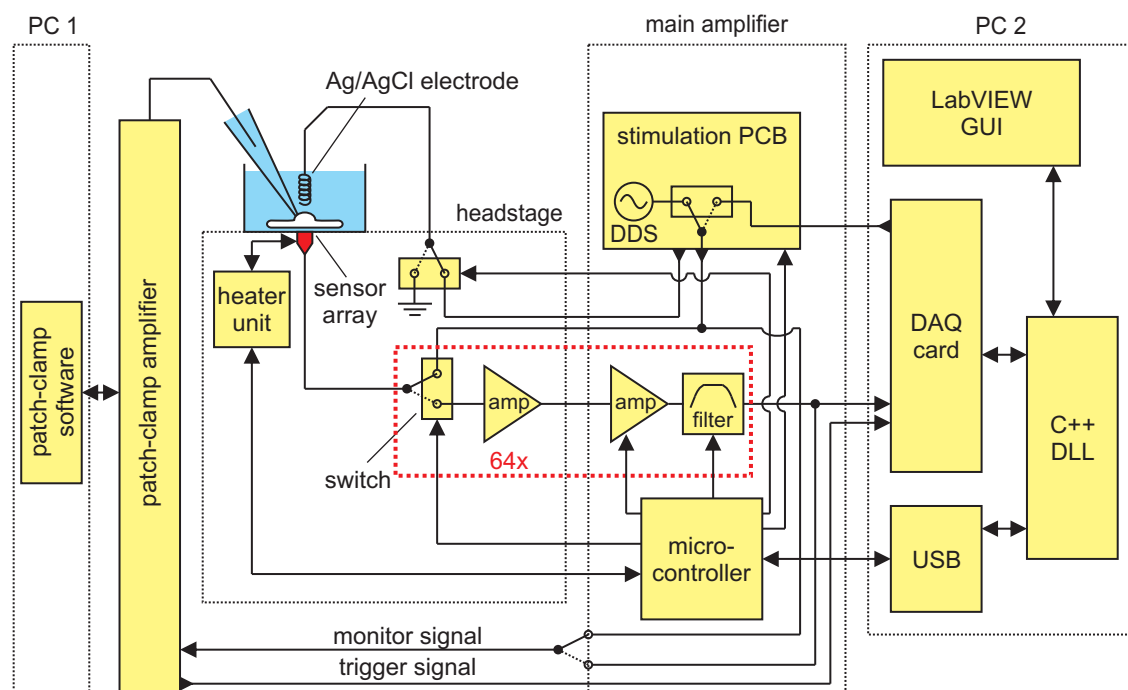 PC 1
main amplifier
PC 2
Ag/AgCl electrode
LabVIEW
GUI
stimulation PCB
DDS
headstage
sensor
array
heater
unit
DAQ
card
patch-clamp
software
patch-clamp amplifier
amp
amp
filter
64x
switch
C++
DLL
micro-
controller
USB
monitor signal
trigger signal